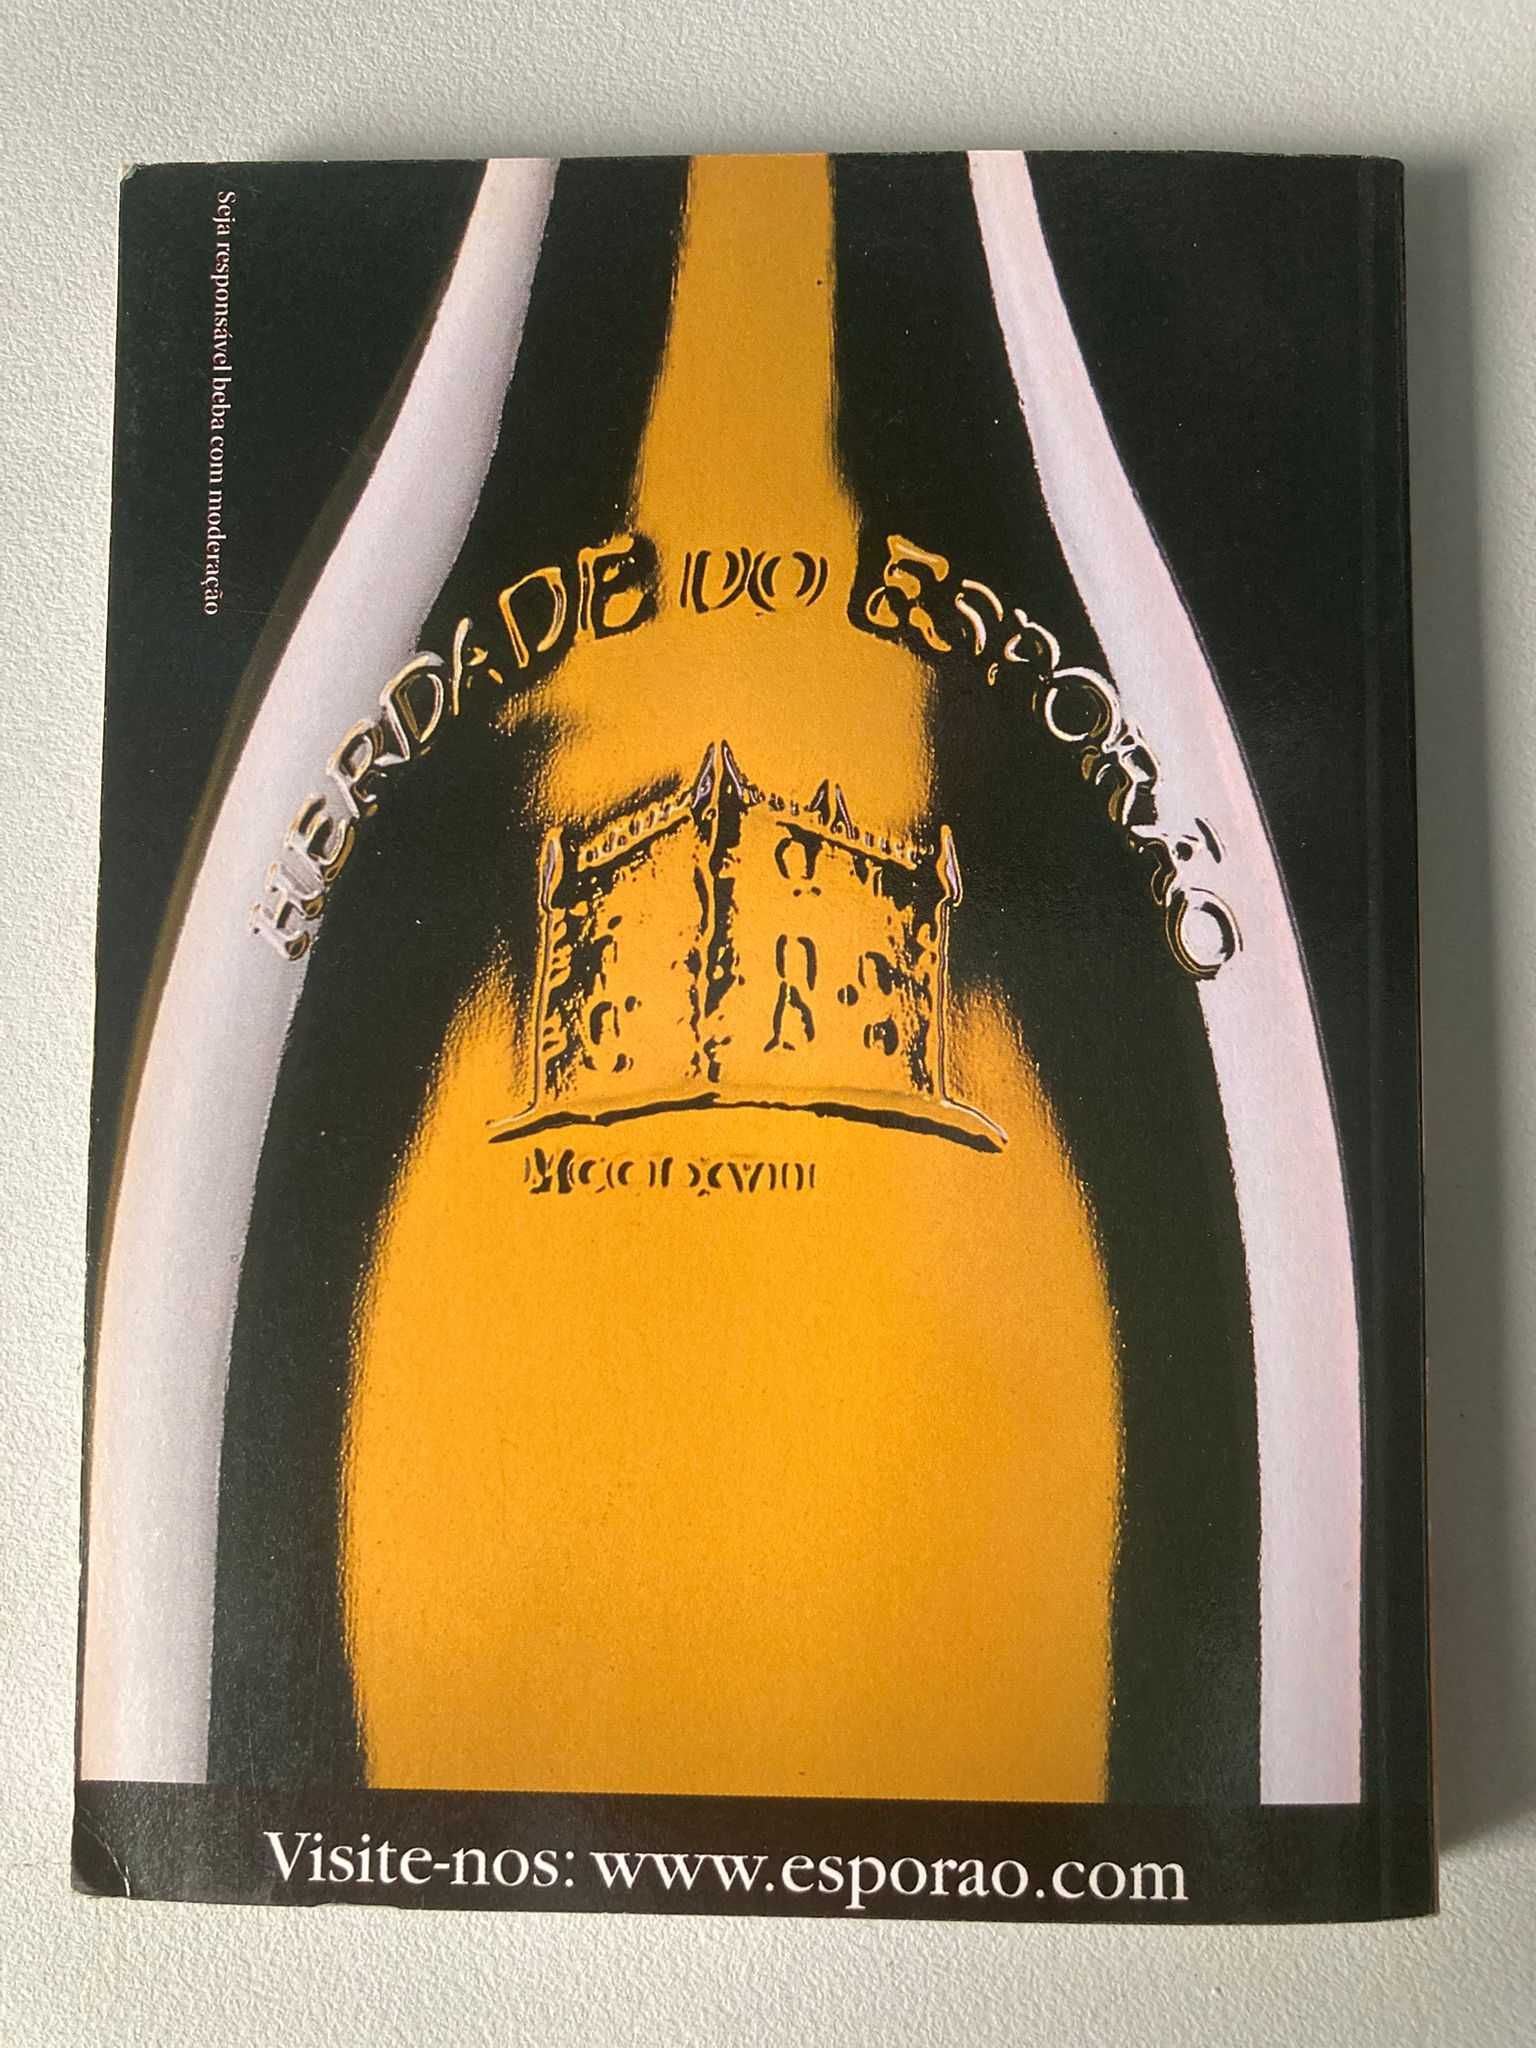 Seja responsável beba com moderação
HERDADE DO ESPORÃO
MCCLXVII
Visite-nos: www.esporao.com